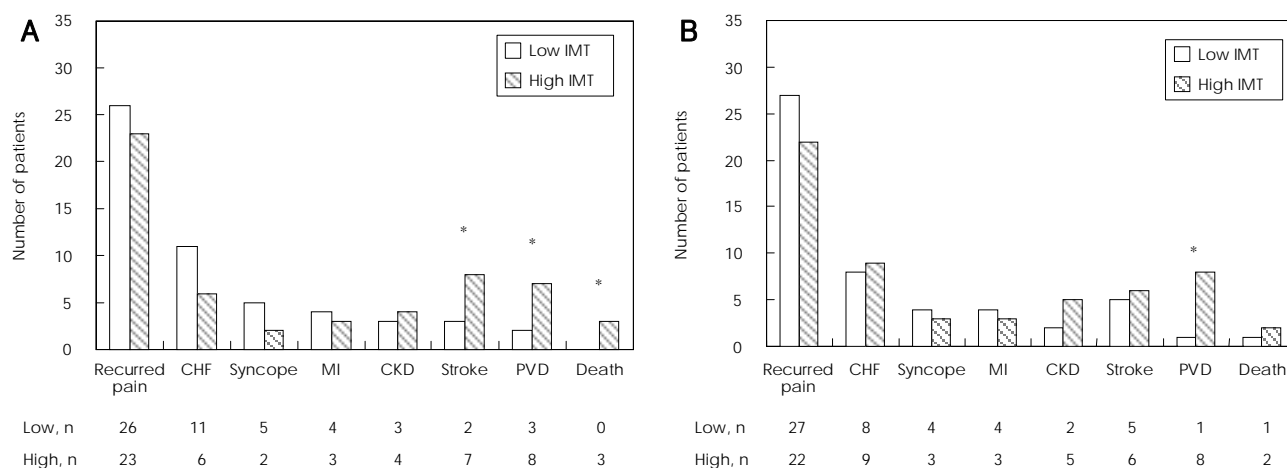 A
Number of patients
35
30
25
20
15
10
5
0
Low IMT
High IMT
*
*
*
Recurred pain CHF Syncope MI CKD Stroke PVD Death
Low, n 26 11 5 4 3 2 3 0
High, n 23 6 2 3 4 7 8 3
B
Number of patients
35
30
25
20
15
10
5
0
Low IMT
High IMT
*
Recurred pain CHF Syncope MI CKD Stroke PVD Death
Low, n 27 8 4 4 2 5 1 1
High, n 22 9 3 3 5 6 8 2